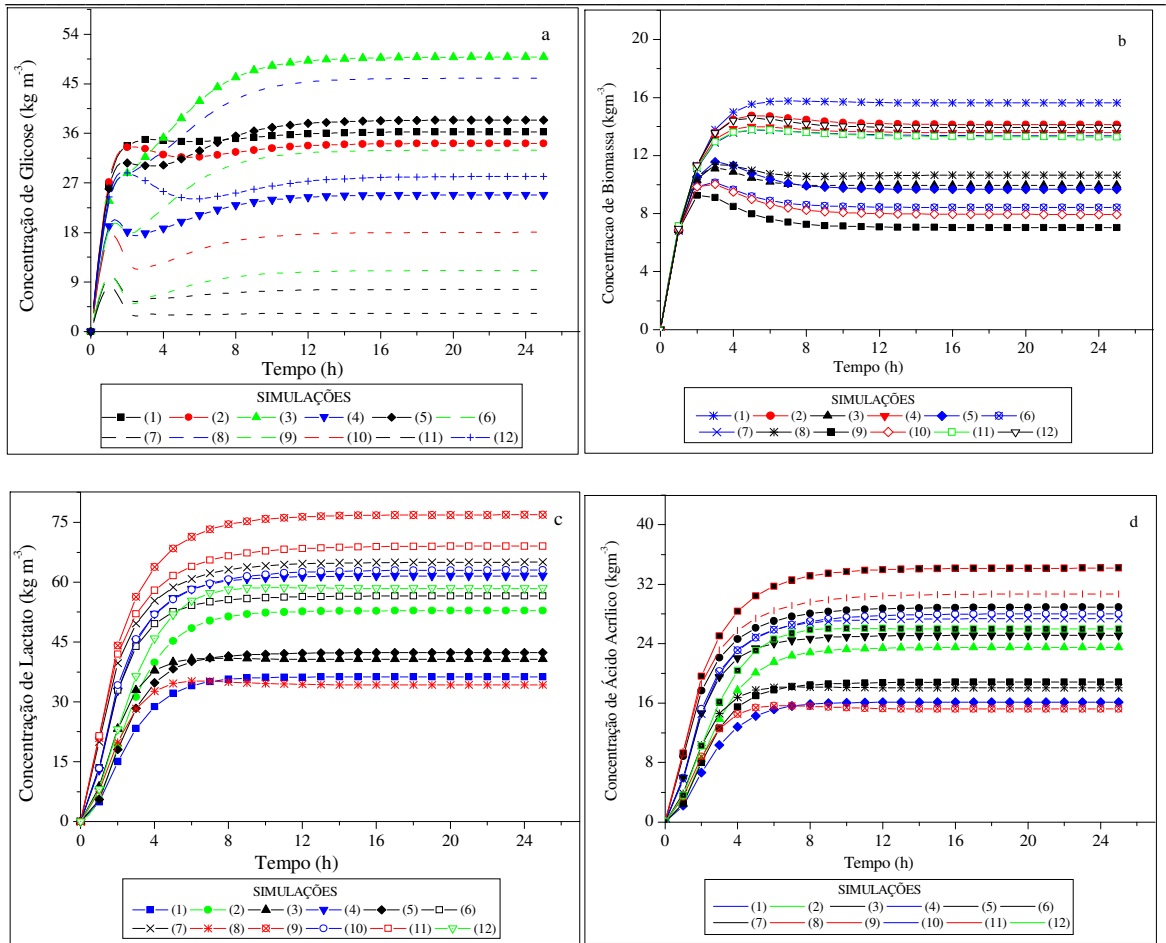 a
Concentração de Glicose (kg m-3)
54
45
36
27
18
9
0
0 4 8 12 16 20 24
Tempo (h)
SIMULAÇÕES
(1) (2) (3) (4) (5) (6)
(7) (8) (9) (10) (11) (12)
b
Concentracao de Biomassa (kgm-3)
20
16
12
8
4
0
0 4 8 12 16 20 24
Tempo (h)
SIMULAÇÕES
(1) (2) (3) (4) (5) (6)
(7) (8) (9) (10) (11) (12)
c
Concentração de Lactato (kg m-3)
75
60
45
30
15
0
0 4 8 12 16 20 24
Tempo (h)
SIMULAÇÕES
(1) (2) (3) (4) (5) (6)
(7) (8) (9) (10) (11) (12)
d
Concentração de Ácido Acrílico (kgm-3)
40
32
24
16
8
0
0 4 8 12 16 20 24
Tempo (h)
SIMULAÇÕES
(1) (2) (3) (4) (5) (6)
(7) (8) (9) (10) (11) (12)